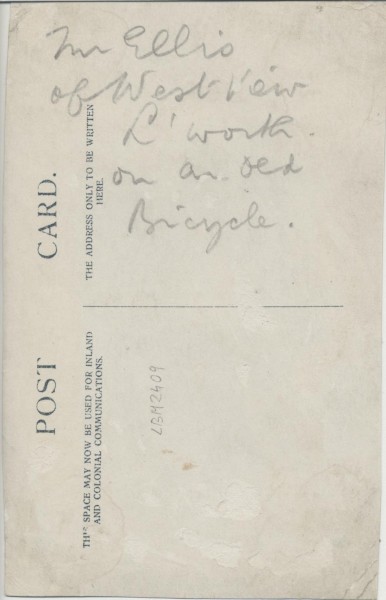 Mr Ellis
of West View
L'worth.
on an old
Bicycle.
POST CARD.
THIS SPACE MAY NOW BE USED FOR INLAND
AND COLONIAL COMMUNICATIONS.
THE ADDRESS ONLY TO BE WRITTEN
HERE.
LBM2409